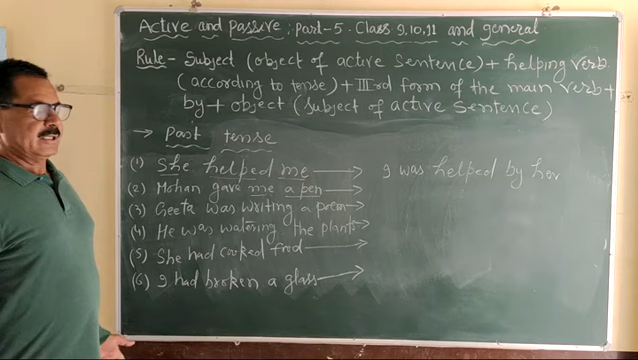 Active and passive: Part-5. Class 9,10,11 and general
Rule- Subject (object of active Sentence) + helping verb
(according to tense) + IIIrd form of the main verb +
by + object (subject of active Sentence)
→ Past tense
(1) She helped me → I was helped by her
(2) Mohan gave me a pen →
(3) Geeta was writing a poem →
(4) He was watering the plants →
(5) She had cooked food →
(6) I had broken a glass →